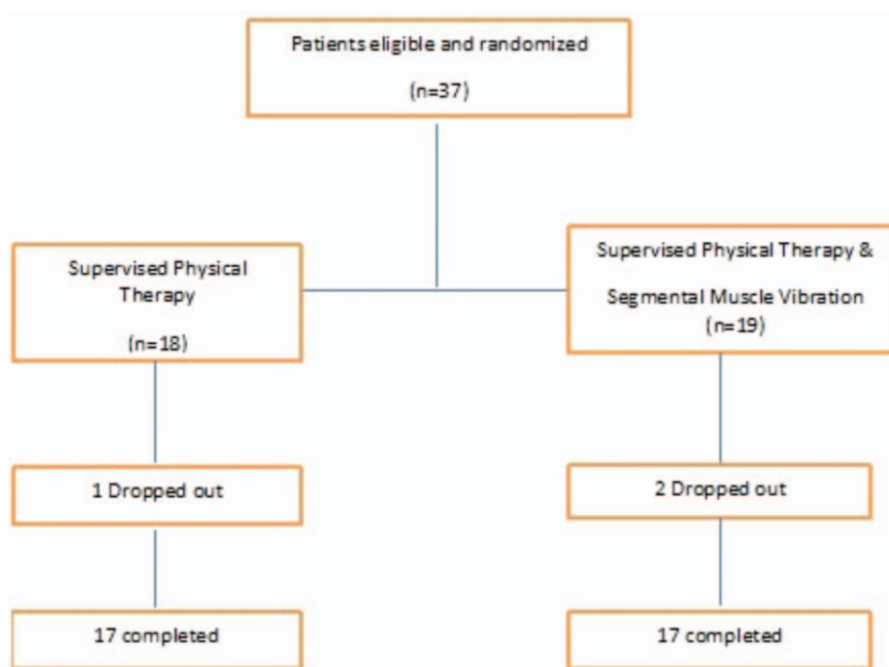 Patients eligible and randomized
(n=37)
Supervised Physical
Therapy
(n=18)
Supervised Physical Therapy &
Segmental Muscle Vibration
(n=19)
1 Dropped out
2 Dropped out
17 completed
17 completed